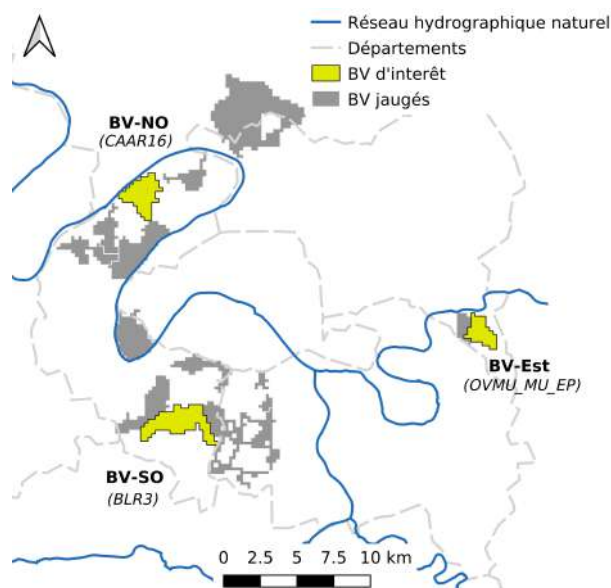 Réseau hydrographique naturel
Départements
BV d'interêt
BV jaugés
BV-NO
(CAAR16)
BV-Est
(OVMU_MU_EP)
BV-SO
(BLR3)
0 2.5 5 7.5 10 km